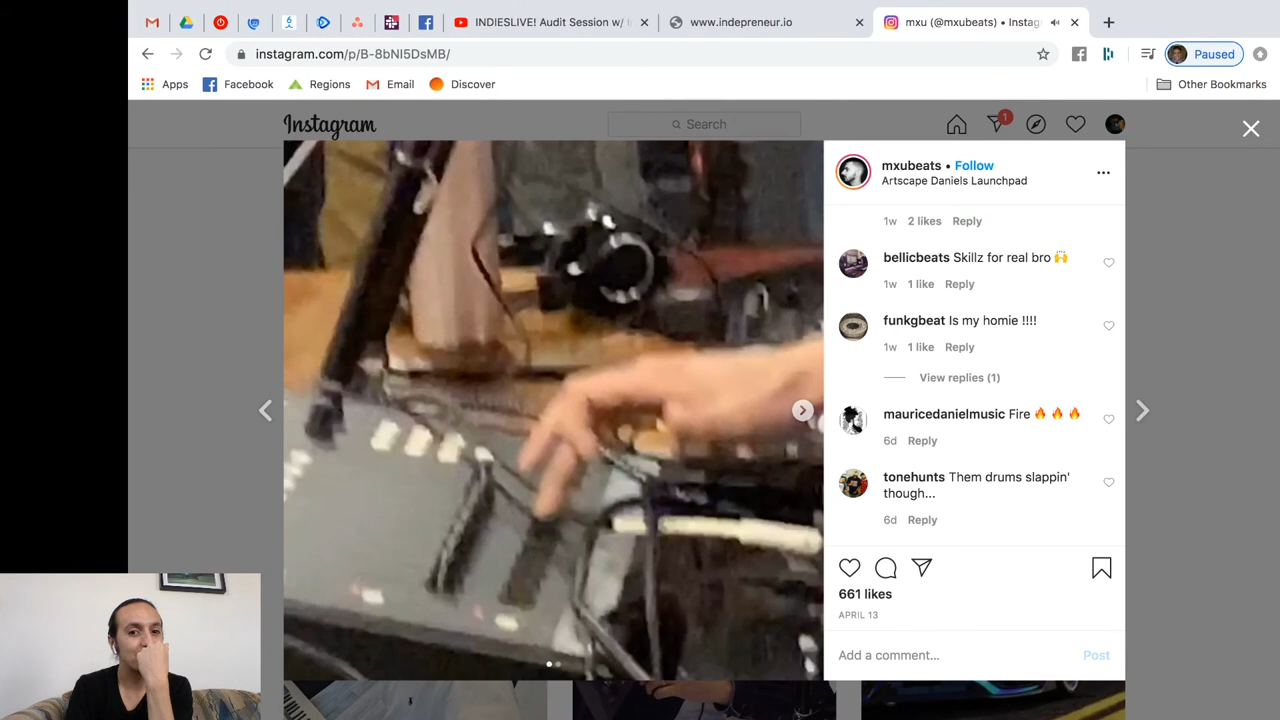 INDIESLIVE! Audit Session w/
www.indepreneur.io
mxu (@mxubeats) • Instag
instagram.com/p/B-8bNI5DsMB/
Paused
Apps
Facebook
Regions
Email
Discover
Other Bookmarks
Instagram
Search
1
mxubeats • Follow
Artscape Daniels Launchpad
1w 2 likes Reply
bellicbeats Skillz for real bro 🙌
1w 1 like Reply
funkgbeat Is my homie !!!!
1w 1 like Reply
View replies (1)
mauricedanielmusic Fire 🔥 🔥 🔥
6d Reply
tonehunts Them drums slappin'
though...
6d Reply
661 likes
APRIL 13
Add a comment...
Post